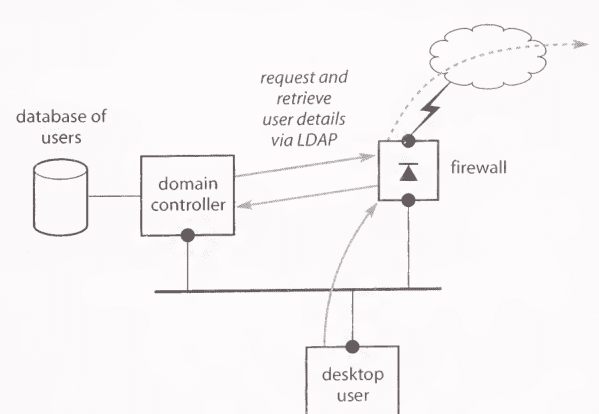 request and
retrieve
user details
via LDAP
database of
users
domain
controller
firewall
desktop
user